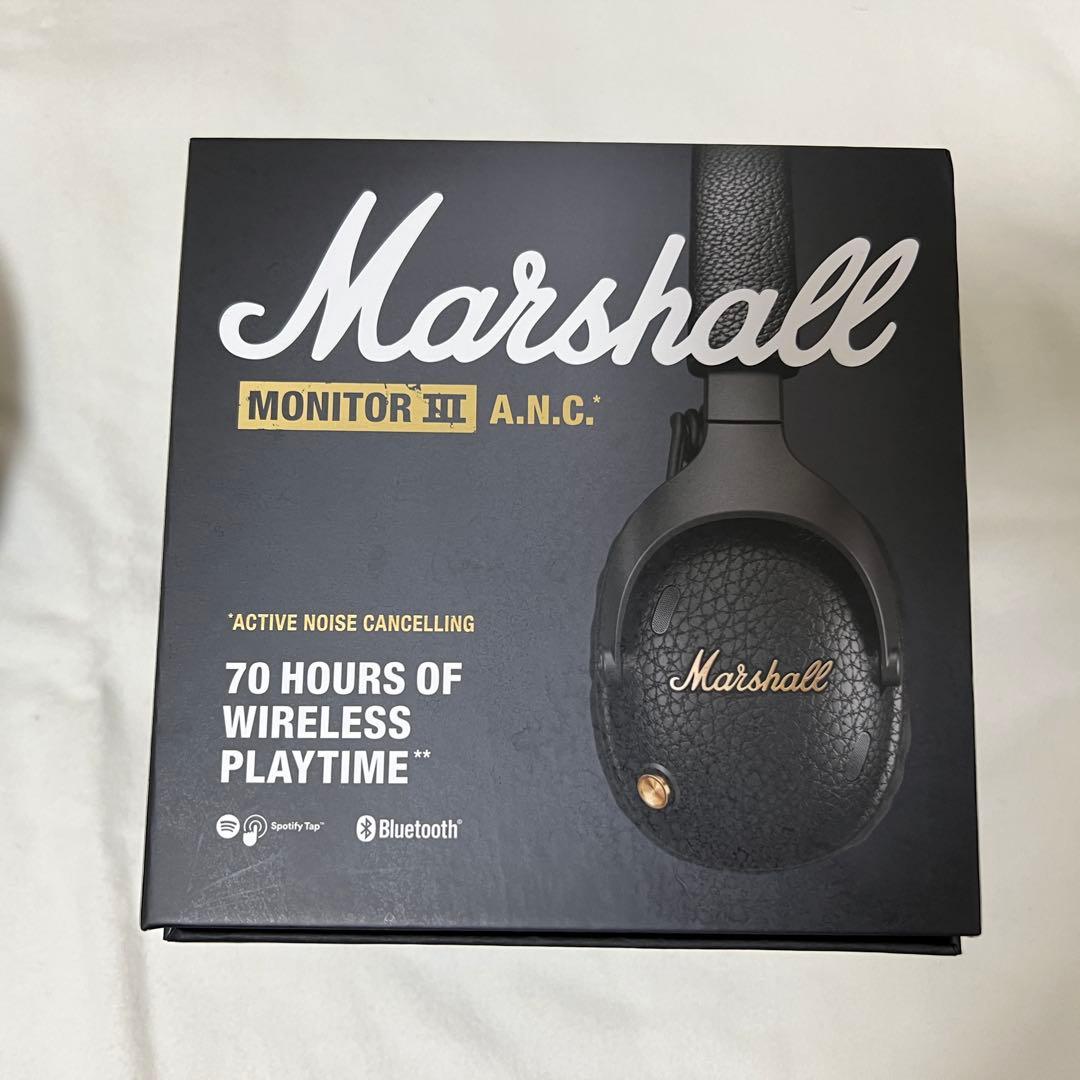 Marshall
MONITOR III A.N.C.*
*ACTIVE NOISE CANCELLING
70 HOURS OF
WIRELESS
PLAYTIME**
Spotify Tap™ Bluetooth®
Marshall